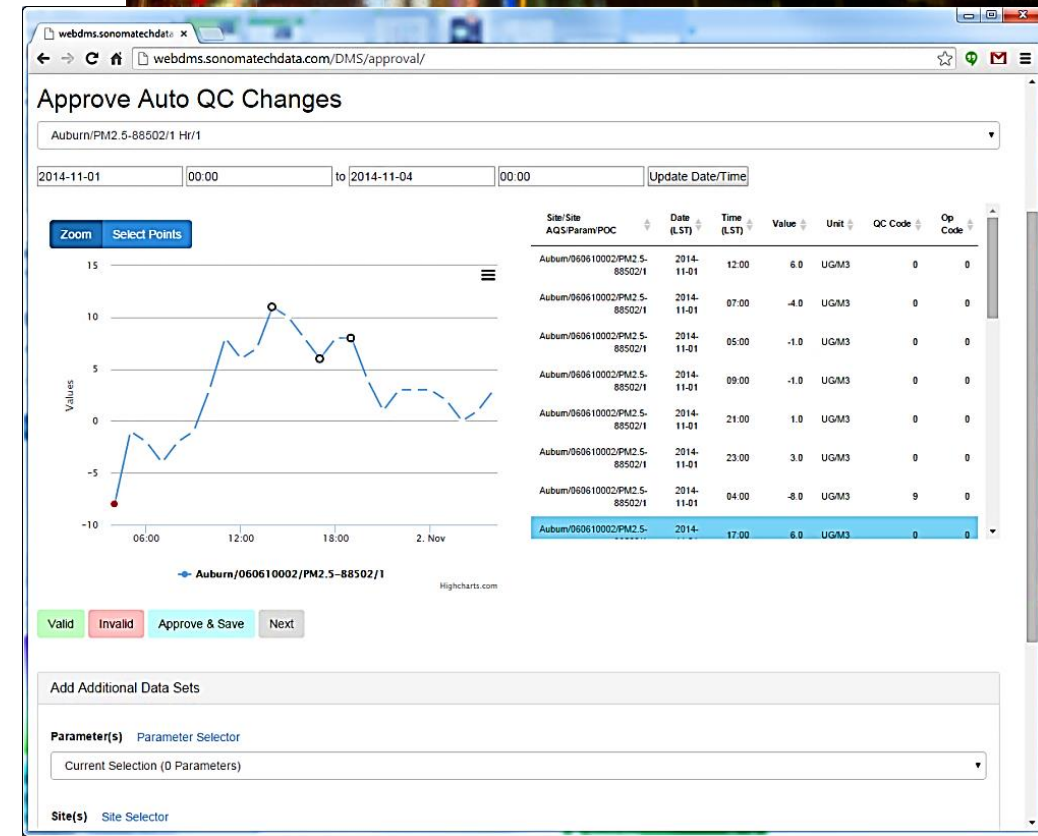 webdms.sonomatechdata
webdms.sonomatechdata.com/DMS/approval/
Approve Auto QC Changes
Auburn/PM2.5-88502/1 Hr/1
2014-11-01 00:00 to 2014-11-04 00:00 Update Date/Time
Zoom Select Points
15
10
5
0
-5
-10
Values
06:00 12:00 18:00 2. Nov
Auburn/060610002/PM2.5-88502/1
Highcharts.com
Site/Site Date Time Value Unit QC Code Op
AQS/Param/POC (LST) (LST) Code
Auburn/060610002/PM2.5- 2014-
88502/1 11-01 12:00 6.0 UG/M3 0 0
Auburn/060610002/PM2.5- 2014-
88502/1 11-01 07:00 -4.0 UG/M3 0 0
Auburn/060610002/PM2.5- 2014-
88502/1 11-01 05:00 -1.0 UG/M3 0 0
Auburn/060610002/PM2.5- 2014-
88502/1 11-01 09:00 -1.0 UG/M3 0 0
Auburn/060610002/PM2.5- 2014-
88502/1 11-01 21:00 1.0 UG/M3 0 0
Auburn/060610002/PM2.5- 2014-
88502/1 11-01 23:00 3.0 UG/M3 0 0
Auburn/060610002/PM2.5- 2014-
88502/1 11-01 04:00 -8.0 UG/M3 9 0
Auburn/060610002/PM2.5- 2014-
17:00 6.0 UG/M3 0 0
Valid Invalid Approve & Save Next
Add Additional Data Sets
Parameter(s) Parameter Selector
Current Selection (0 Parameters)
Site(s) Site Selector